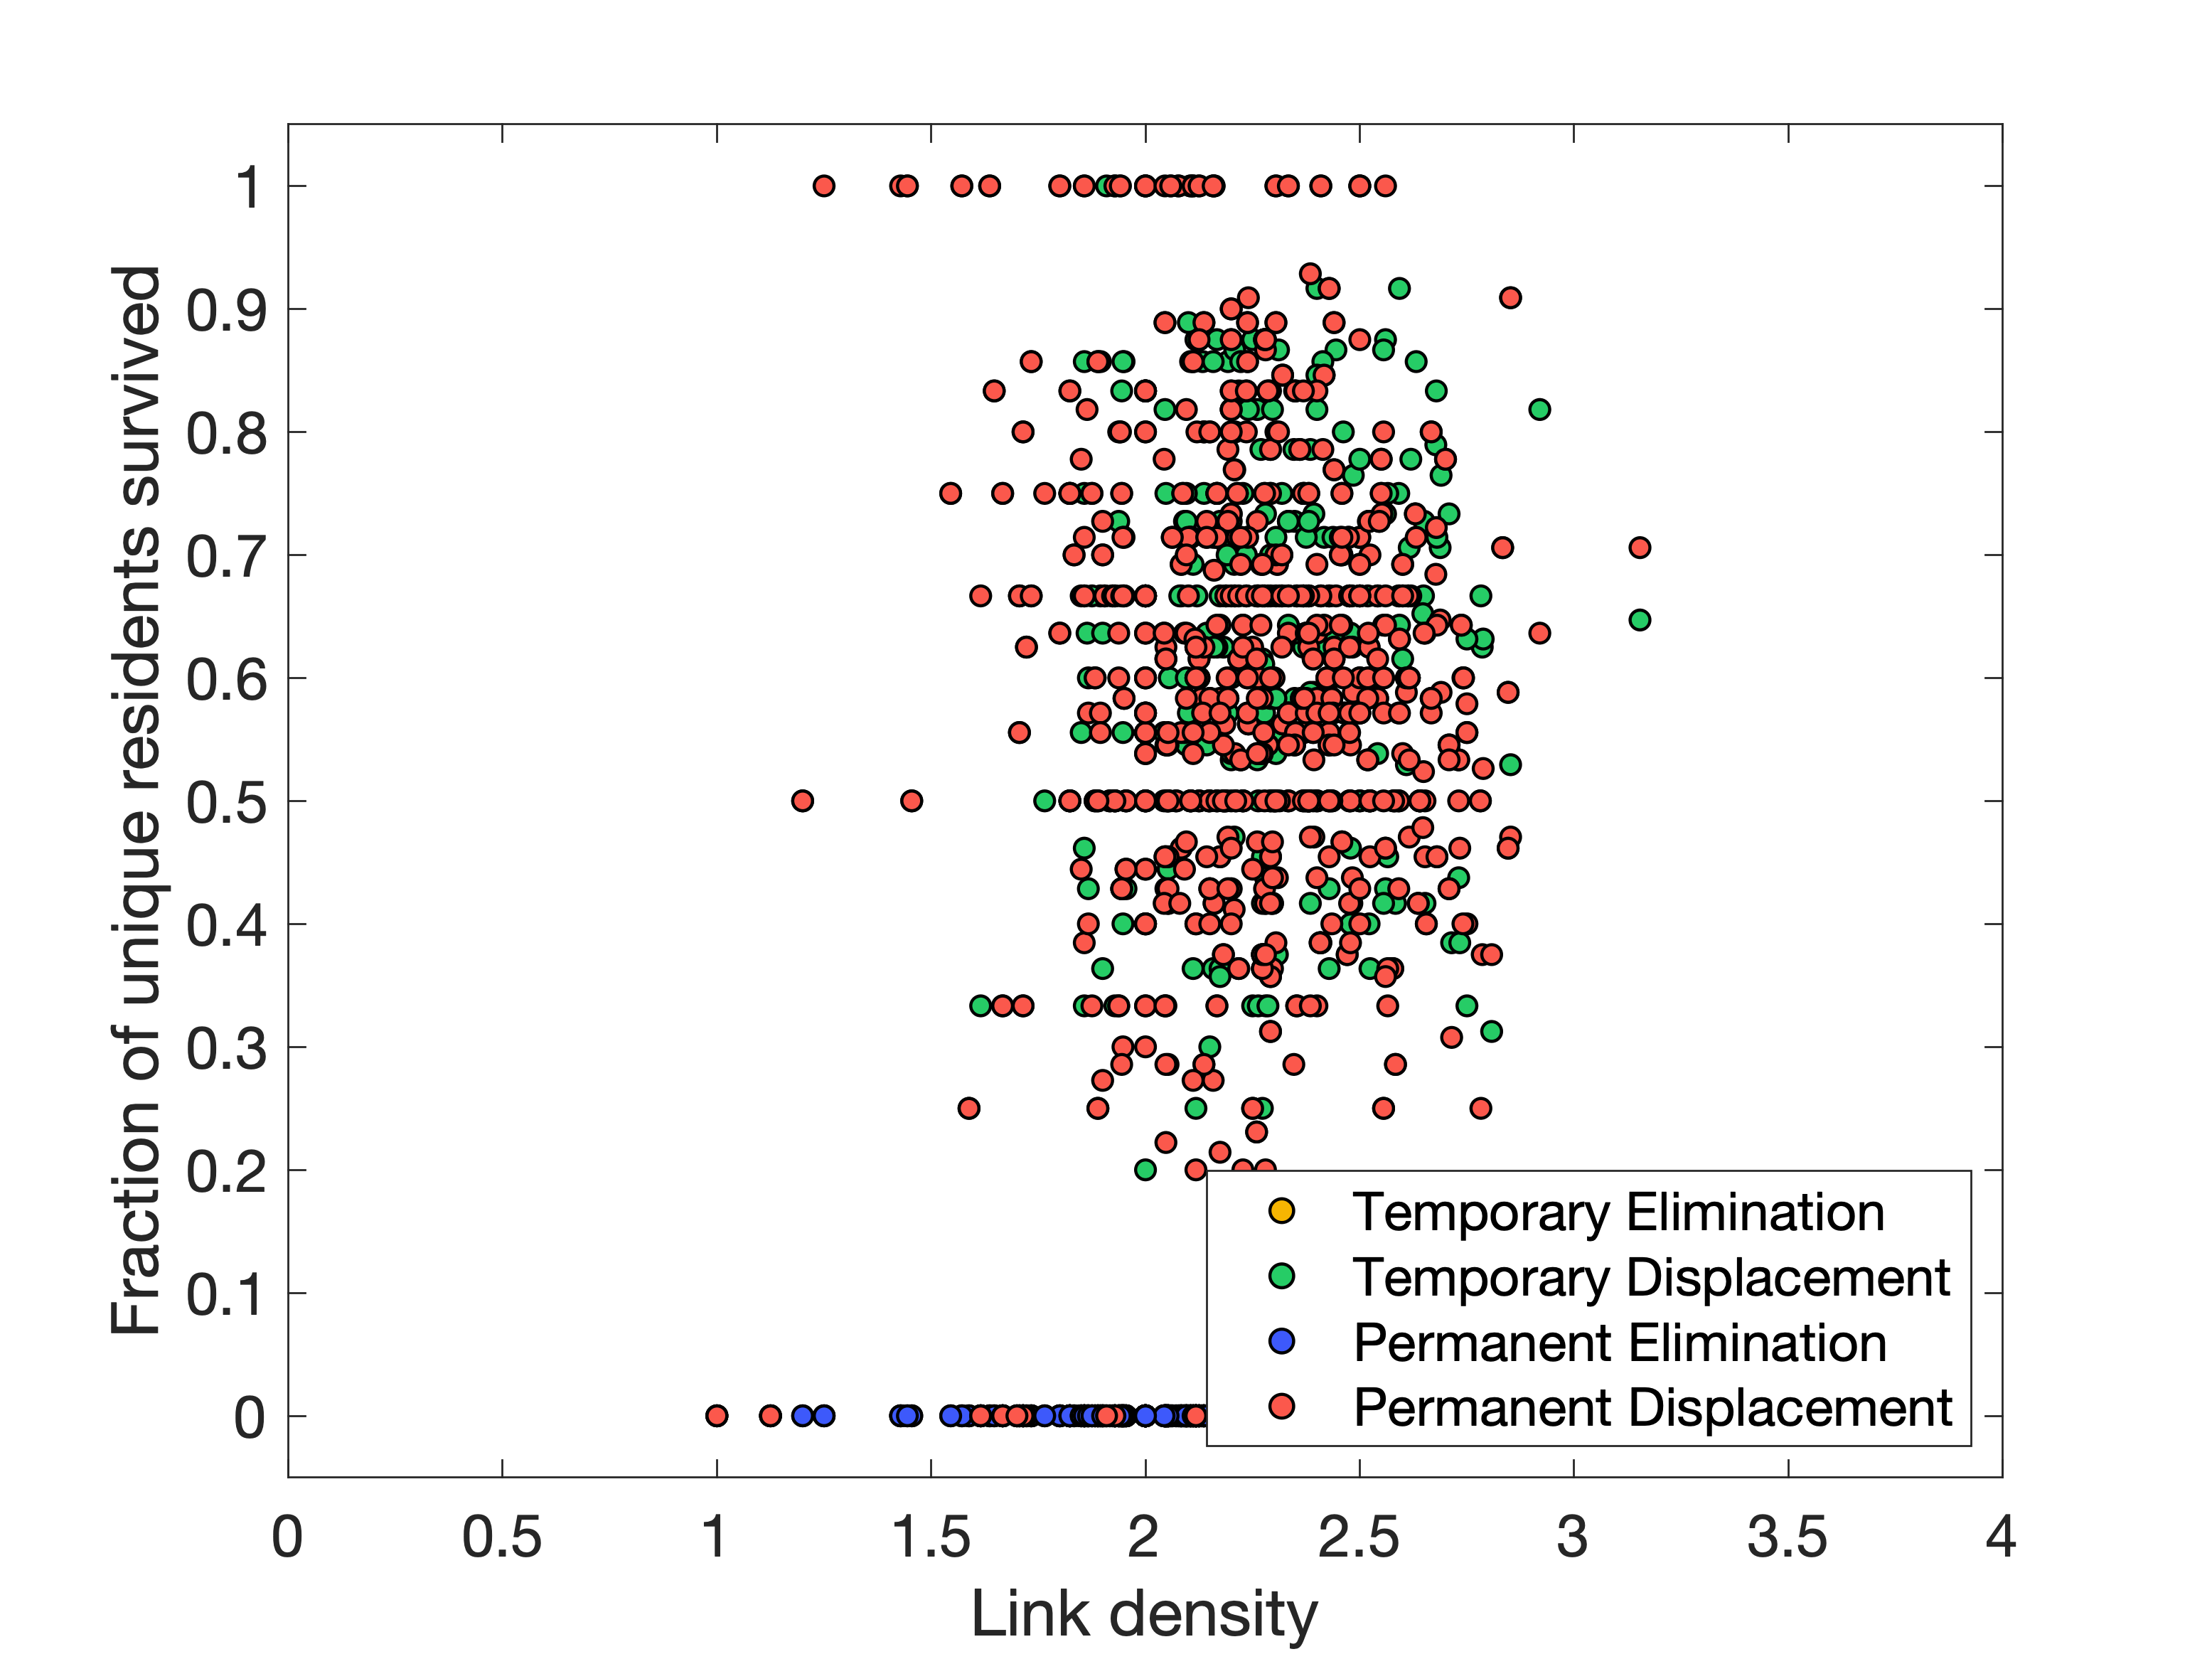 Fraction of unique residents survived
1
0.9
0.8
0.7
0.6
0.5
0.4
0.3
0.2
0.1
0
Temporary Elimination
Temporary Displacement
Permanent Elimination
Permanent Displacement
0 0.5 1 1.5 2 2.5 3 3.5 4
Link density